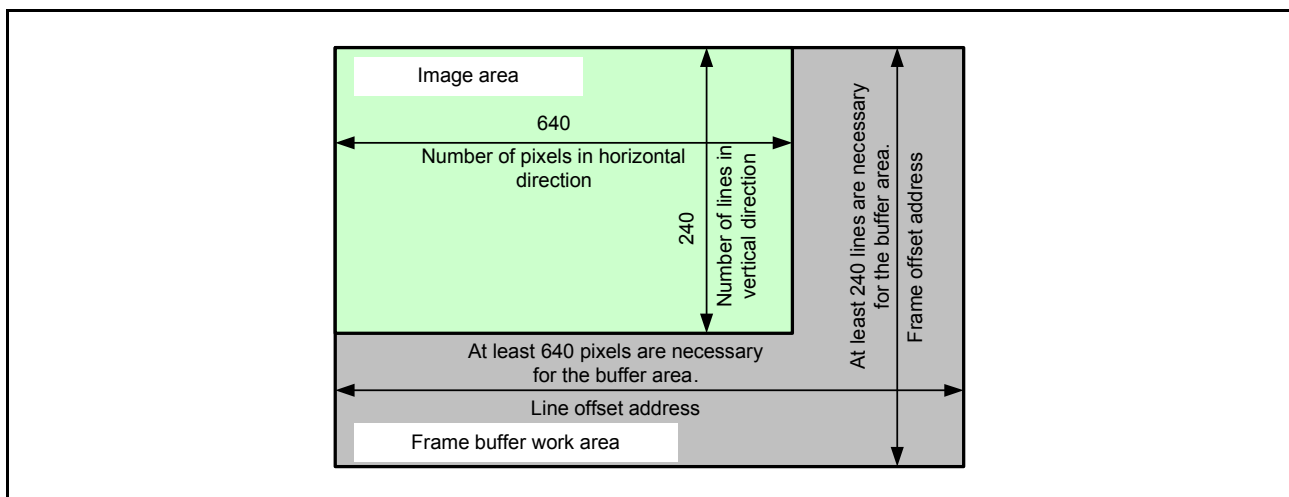 Image area
640
Number of pixels in horizontal
direction
240
Number of lines in
vertical direction
At least 240 lines are necessary
for the buffer area.
Frame offset address
At least 640 pixels are necessary
for the buffer area.
Line offset address
Frame buffer work area